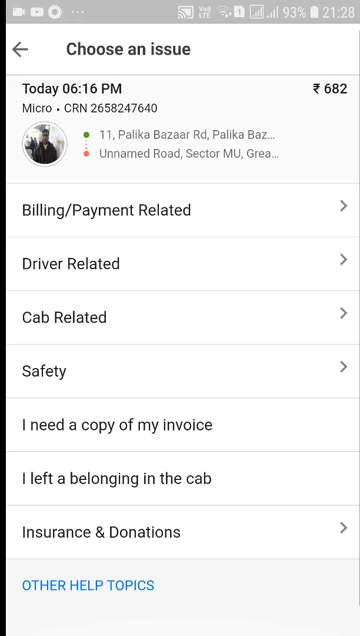 93% 21:28
Choose an issue
Today 06:16 PM ₹ 682
Micro • CRN 2658247640
11, Palika Bazaar Rd, Palika Baz...
Unnamed Road, Sector MU, Grea...
Billing/Payment Related
Driver Related
Cab Related
Safety
I need a copy of my invoice
I left a belonging in the cab
Insurance & Donations
OTHER HELP TOPICS